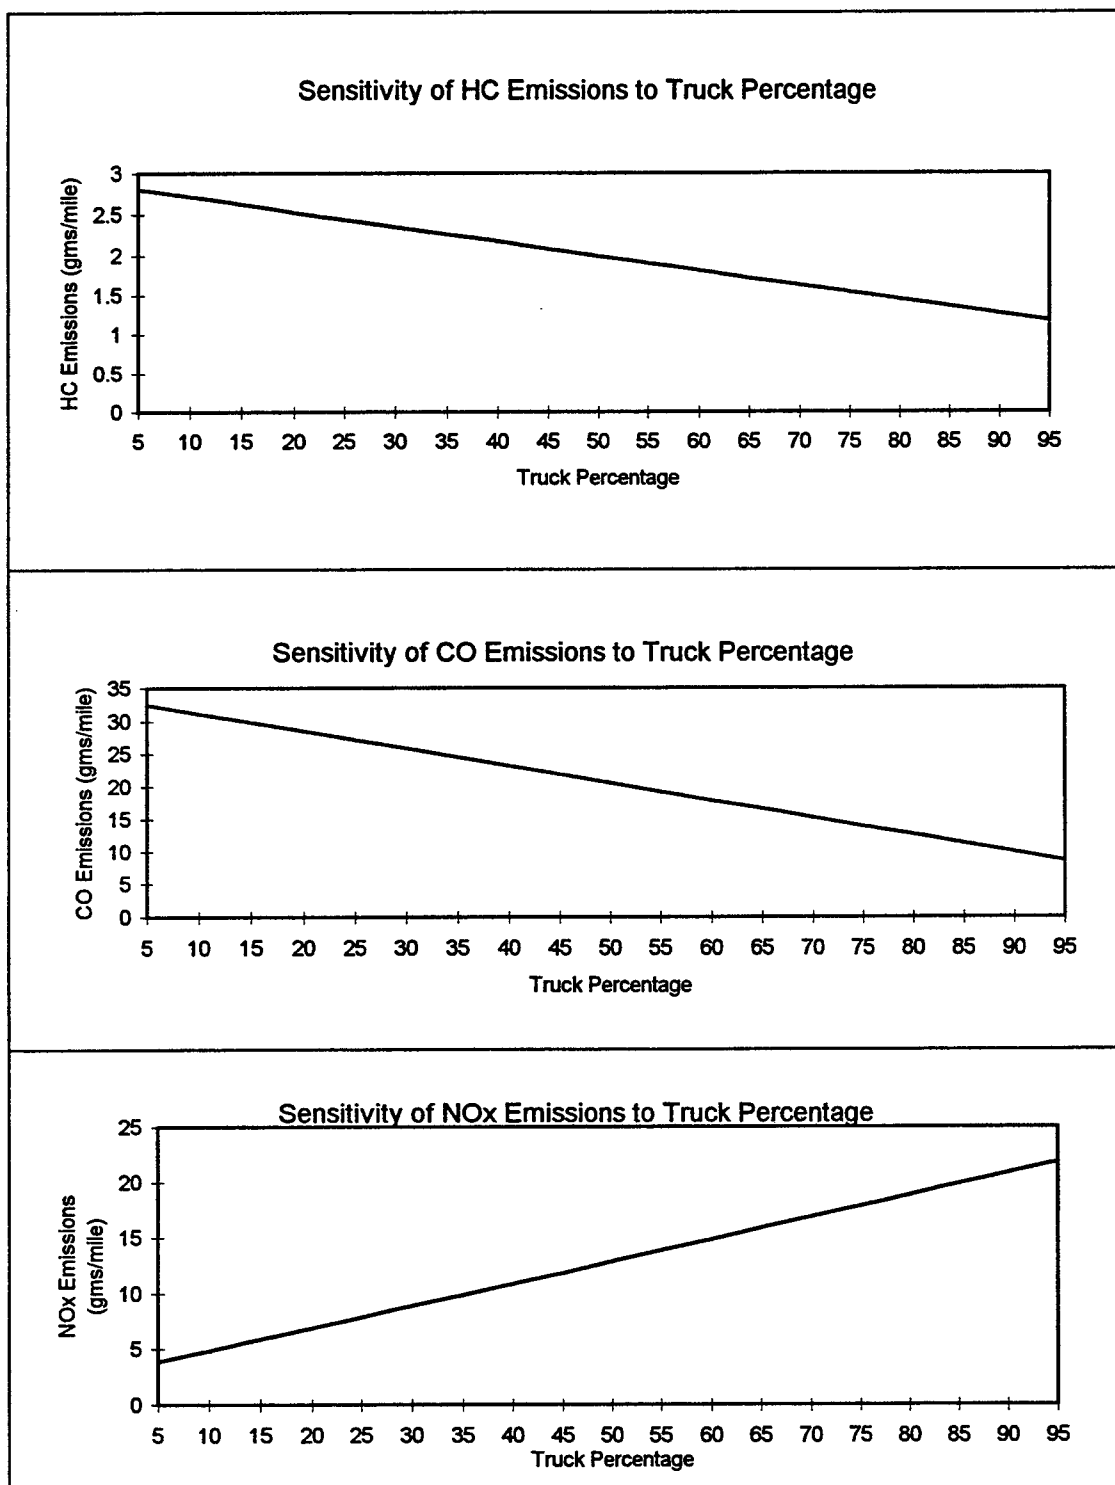 Sensitivity of HC Emissions to Truck Percentage
HC Emissions (gms/mile)
3
2.5
2
1.5
1
0.5
0
5 10 15 20 25 30 35 40 45 50 55 60 65 70 75 80 85 90 95
Truck Percentage
Sensitivity of CO Emissions to Truck Percentage
CO Emissions (gms/mile)
35
30
25
20
15
10
5
0
5 10 15 20 25 30 35 40 45 50 55 60 65 70 75 80 85 90 95
Truck Percentage
Sensitivity of NOx Emissions to Truck Percentage
NOx Emissions
(gms/mile)
25
20
15
10
5
0
5 10 15 20 25 30 35 40 45 50 55 60 65 70 75 80 85 90 95
Truck Percentage